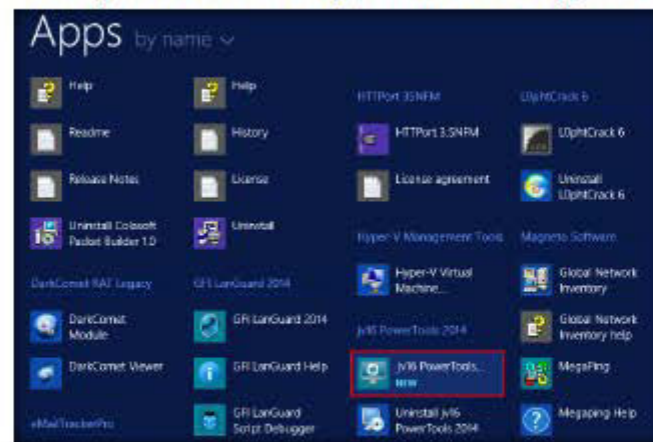 Apps by name
Help
Readme
Release Notes
Uninstall Colasoft
Packet Builder 1.0
DarkComet RAT Legacy
DarkComet
Module
DarkComet Viewer
eMailTrackerPro
Help
History
License
Uninstall
GFI LanGuard 2014
GFI LanGuard 2014
GFI LanGuard Help
GFI LanGuard
Script Debugger
HTTPort 3SNFM
HTTPort 3.SNFM
License agreement
Hyper-V Management Tools
Hyper-V Virtual
Machine...
jv16 PowerTools 2014
jv16 PowerTools...
NEW
Uninstall jv16
PowerTools 2014
L0phtCrack 6
L0phtCrack 6
Uninstall
L0phtCrack 6
Magneto Software
Global Network
Inventory
Global Network
Inventory help
MegaPing
Megaping Help